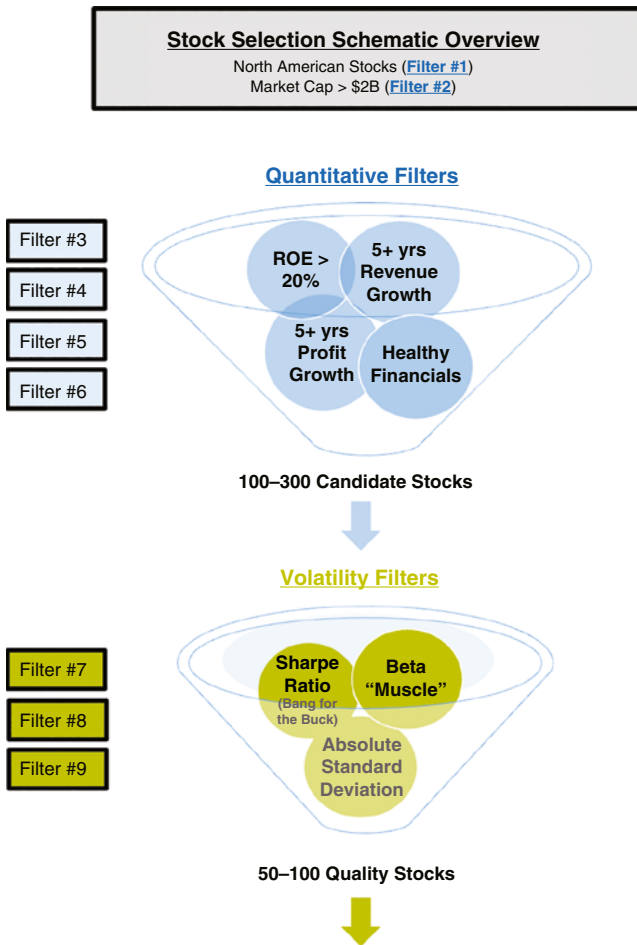 Stock Selection Schematic Overview
North American Stocks (Filter #1)
Market Cap > $2B (Filter #2)
Quantitative Filters
Filter #3
Filter #4
Filter #5
Filter #6
ROE >
20%
5+ yrs
Revenue
Growth
5+ yrs
Profit
Growth
Healthy
Financials
100–300 Candidate Stocks
Volatility Filters
Filter #7
Filter #8
Filter #9
Sharpe
Ratio
(Bang for
the Buck)
Beta
“Muscle”
Absolute
Standard
Deviation
50–100 Quality Stocks